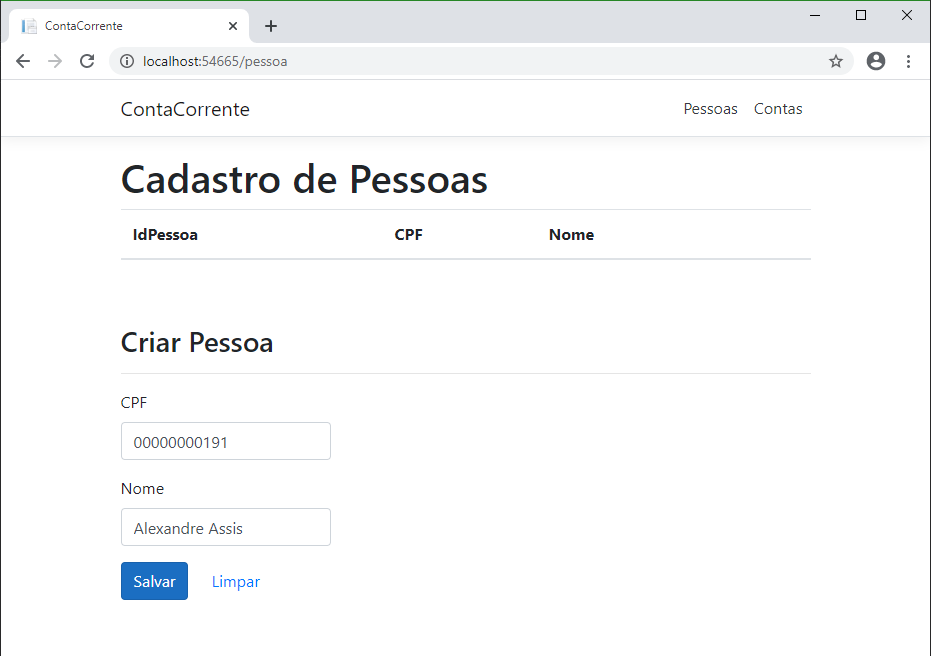 ContaCorrente
localhost:54665/pessoa
ContaCorrente Pessoas Contas
Cadastro de Pessoas
IdPessoa CPF Nome
Criar Pessoa
CPF
00000000191
Nome
Alexandre Assis
Salvar Limpar